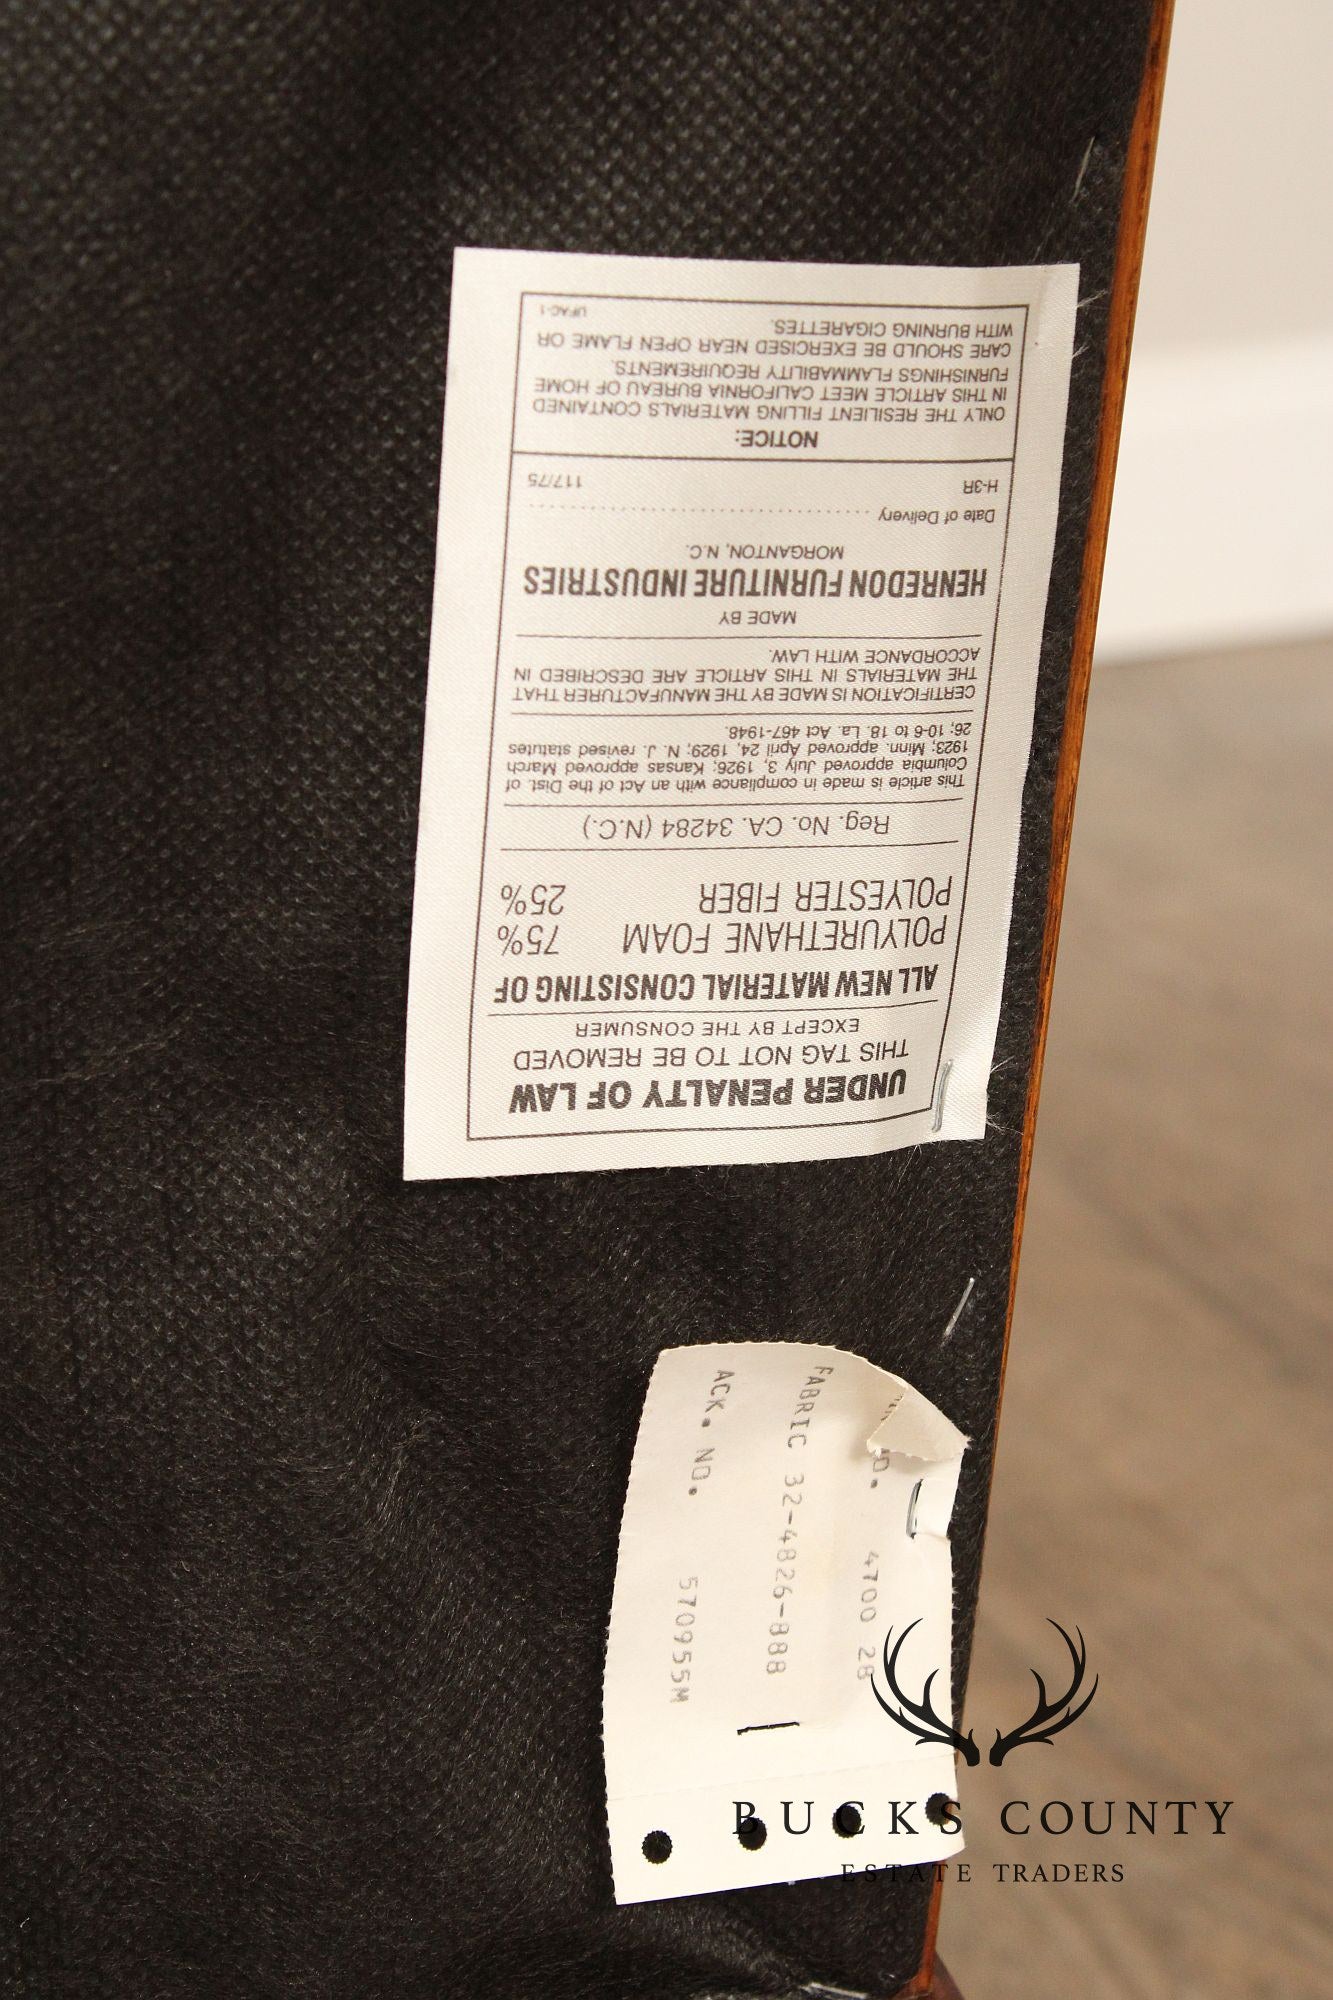 UNDER PENALTY OF LAW
THIS TAG NOT TO BE REMOVED
EXCEPT BY THE CONSUMER
ALL NEW MATERIAL CONSISTING OF
POLYURETHANE FOAM 75%
POLYESTER FIBER 25%
Reg. No. CA. 34284 (N.C.)
This article is made in compliance with an Act of the Dist. of
Columbia approved July 3, 1926; Kansas approved March
1923; Minn. approved April 24, 1929; N. J. revised statutes
26; 10-6 to 18. La. Act 467-1948.
CERTIFICATION IS MADE BY THE MANUFACTURER THAT
THE MATERIALS IN THIS ARTICLE ARE DESCRIBED IN
ACCORDANCE WITH LAW.
MADE BY
HENREDON FURNITURE INDUSTRIES
MORGANTON, N.C.
Date of Delivery
H-3R 117/75
NOTICE:
ONLY THE RESILIENT FILLING MATERIALS CONTAINED
IN THIS ARTICLE MEET CALIFORNIA BUREAU OF HOME
FURNISHINGS FLAMMABILITY REQUIREMENTS.
CARE SHOULD BE EXERCISED NEAR OPEN FLAME OR
WITH BURNING CIGARETTES.
UFAC-1
4700 28
FABRIC 32-4826-888
ACK. NO. 570955M
BUCKS COUNTY
ESTATE TRADERS